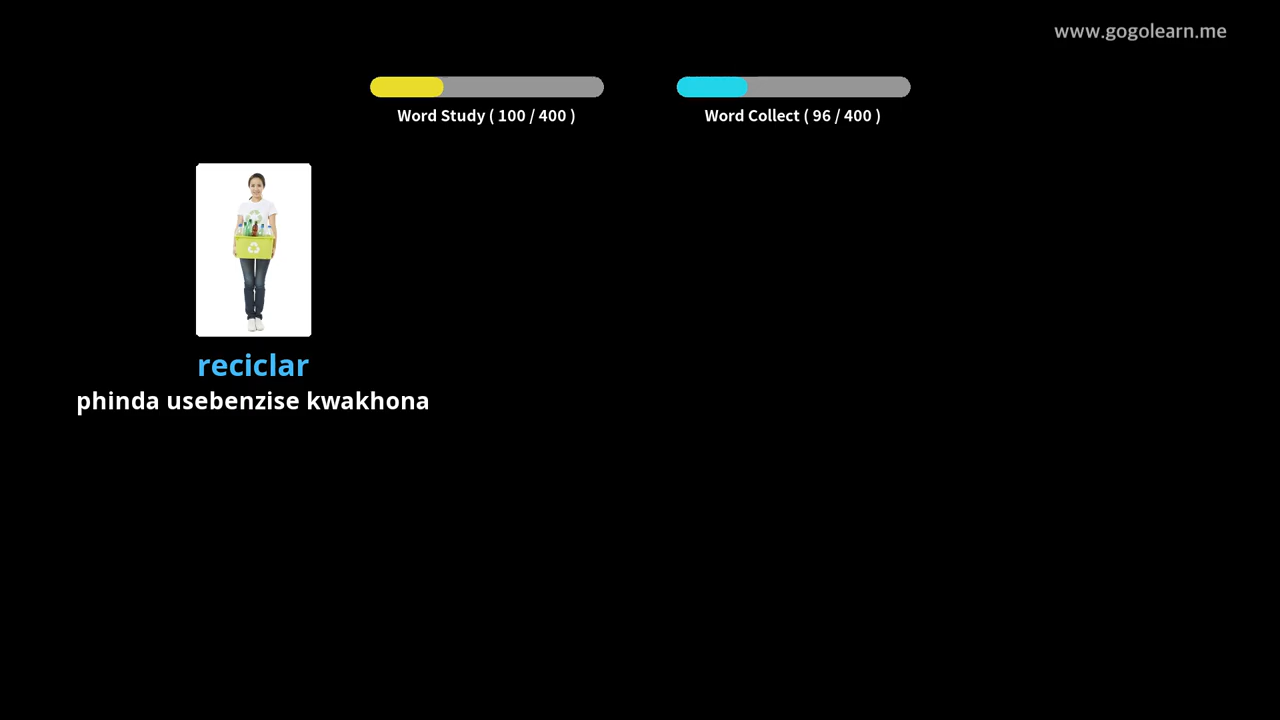 www.gogolearn.me
Word Study ( 100 / 400 )
Word Collect ( 96 / 400 )
reciclar
phinda usebenzise kwakhona